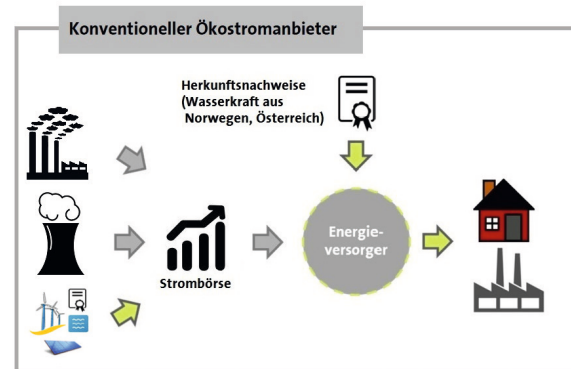 Konventioneller Ökostromanbieter
Herkunftsnachweise
(Wasserkraft aus
Norwegen, Österreich)
Energie-
versorger
Strombörse